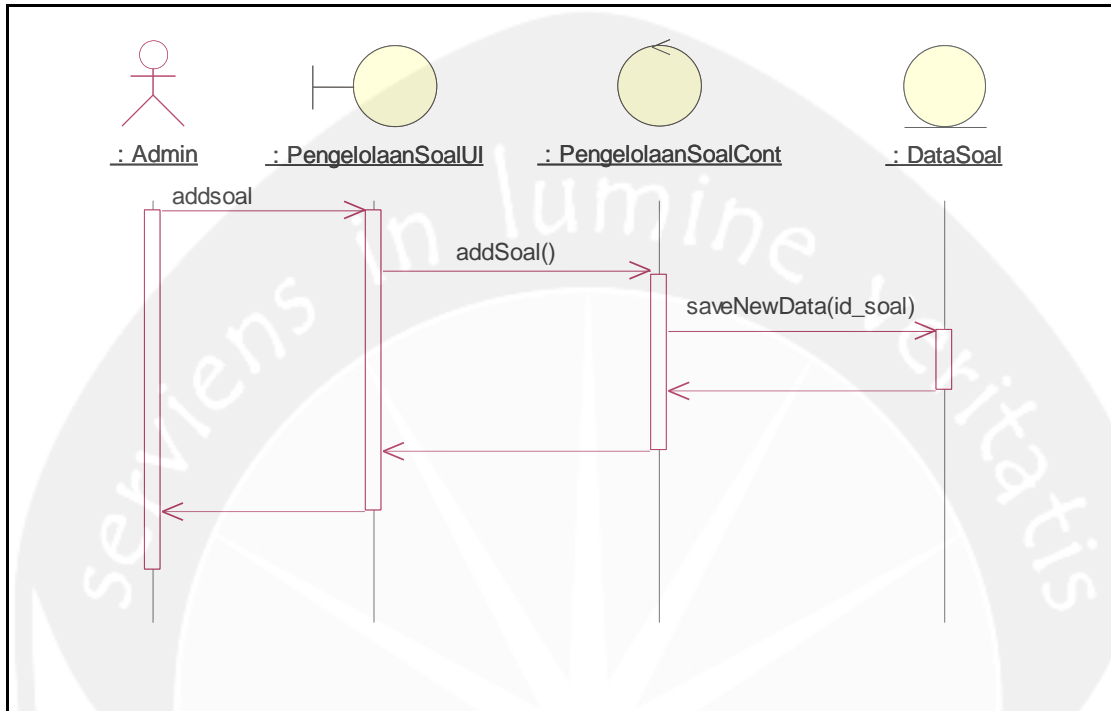 : Admin
: PengelolaanSoalUI
: PengelolaanSoalCont
: DataSoal
addsoal
addSoal()
saveNewData(id_soal)
serviens in lumine veritatis